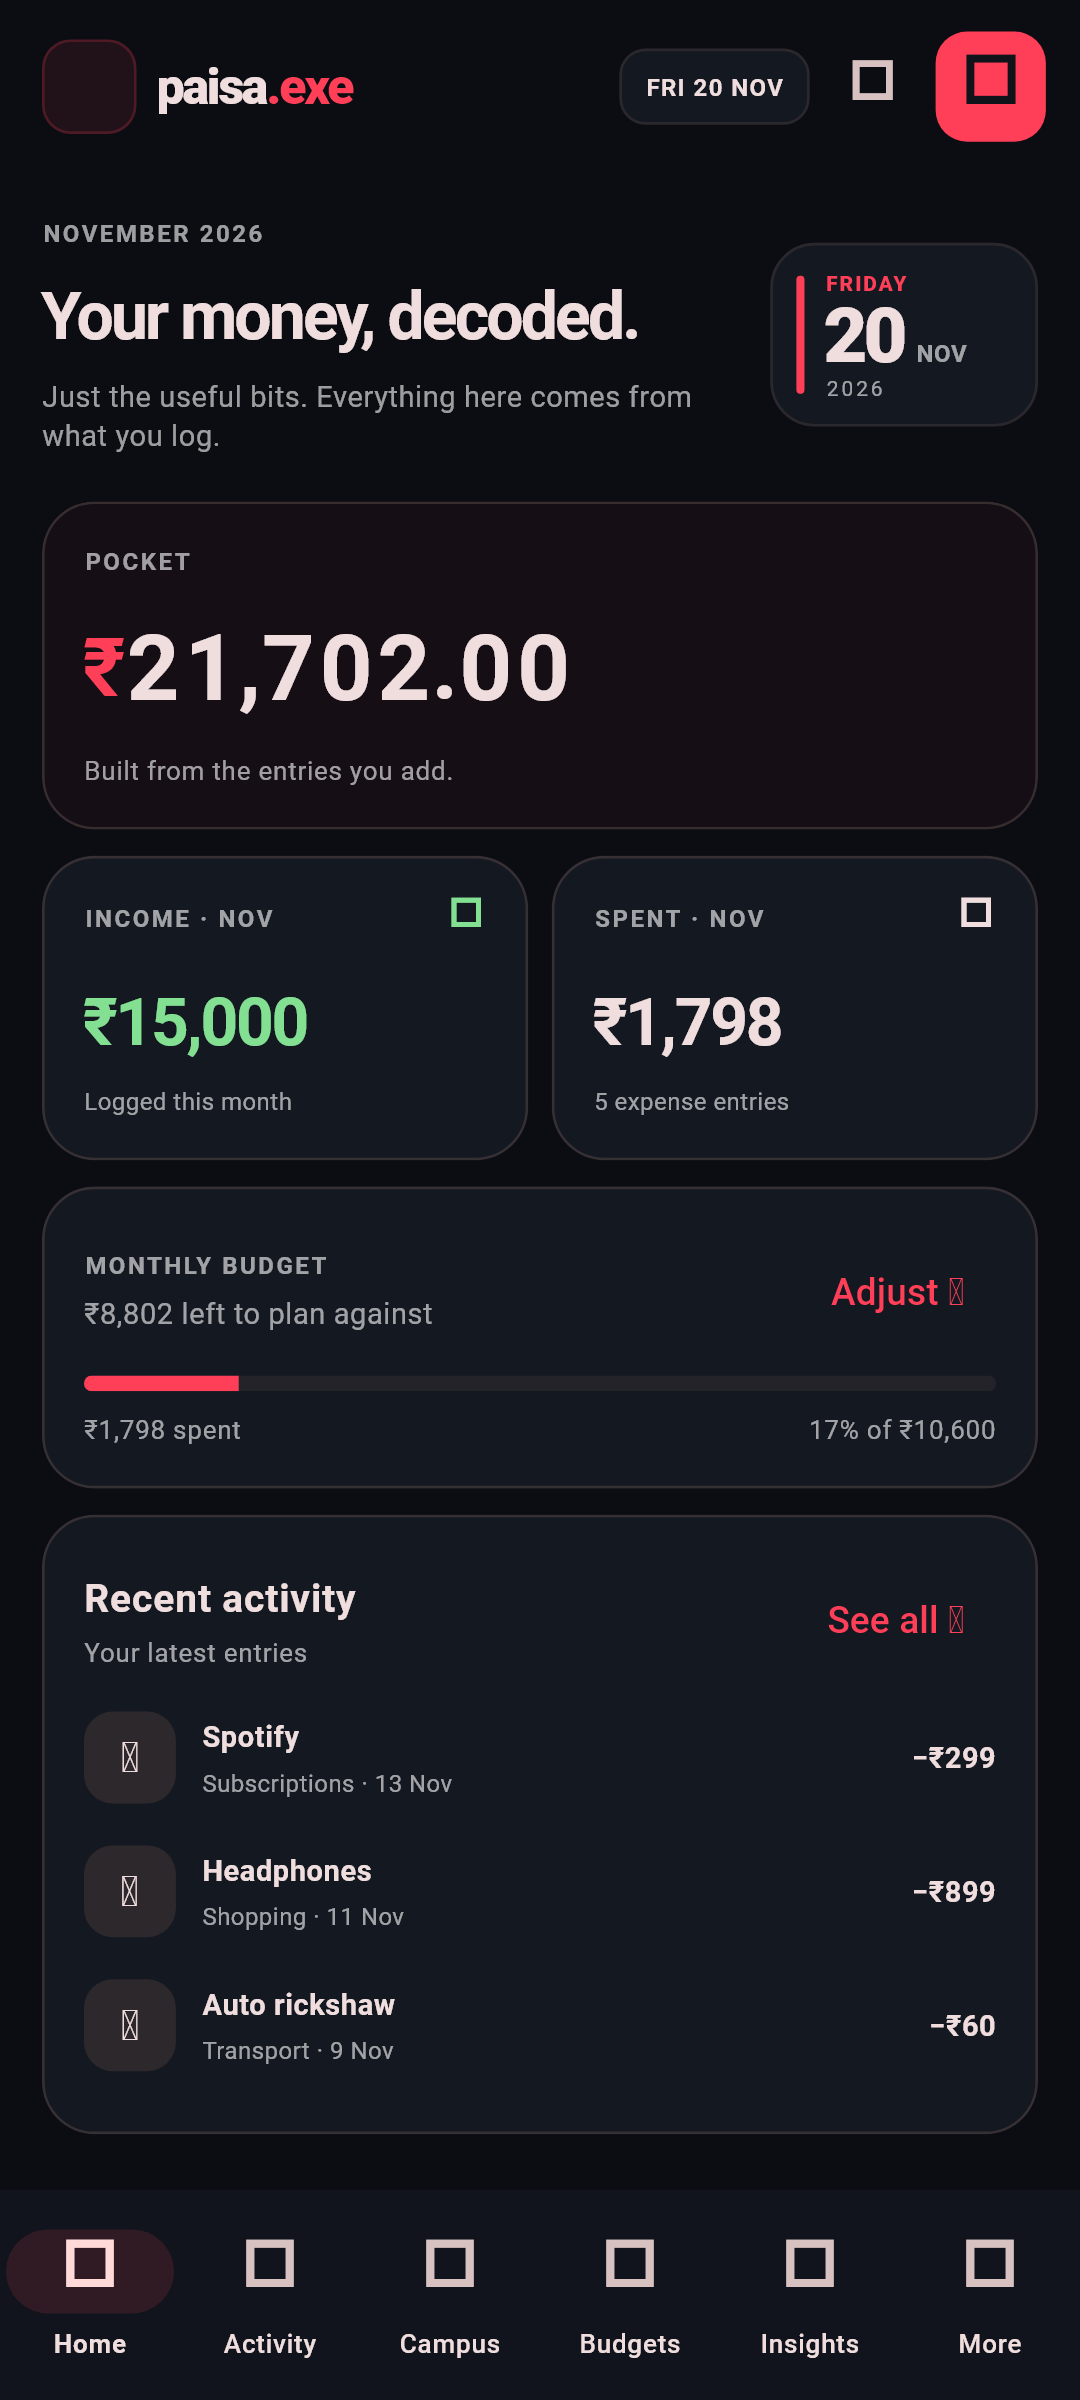 paisa.exe
FRI 20 NOV
NOVEMBER 2026
Your money, decoded.
Just the useful bits. Everything here comes from
what you log.
FRIDAY
20 NOV
2026
POCKET
₹21,702.00
Built from the entries you add.
INCOME · NOV
₹15,000
Logged this month
SPENT · NOV
₹1,798
5 expense entries
MONTHLY BUDGET
₹8,802 left to plan against
Adjust
₹1,798 spent
17% of ₹10,600
Recent activity
Your latest entries
See all
Spotify
Subscriptions · 13 Nov
−₹299
Headphones
Shopping · 11 Nov
−₹899
Auto rickshaw
Transport · 9 Nov
−₹60
Home
Activity
Campus
Budgets
Insights
More